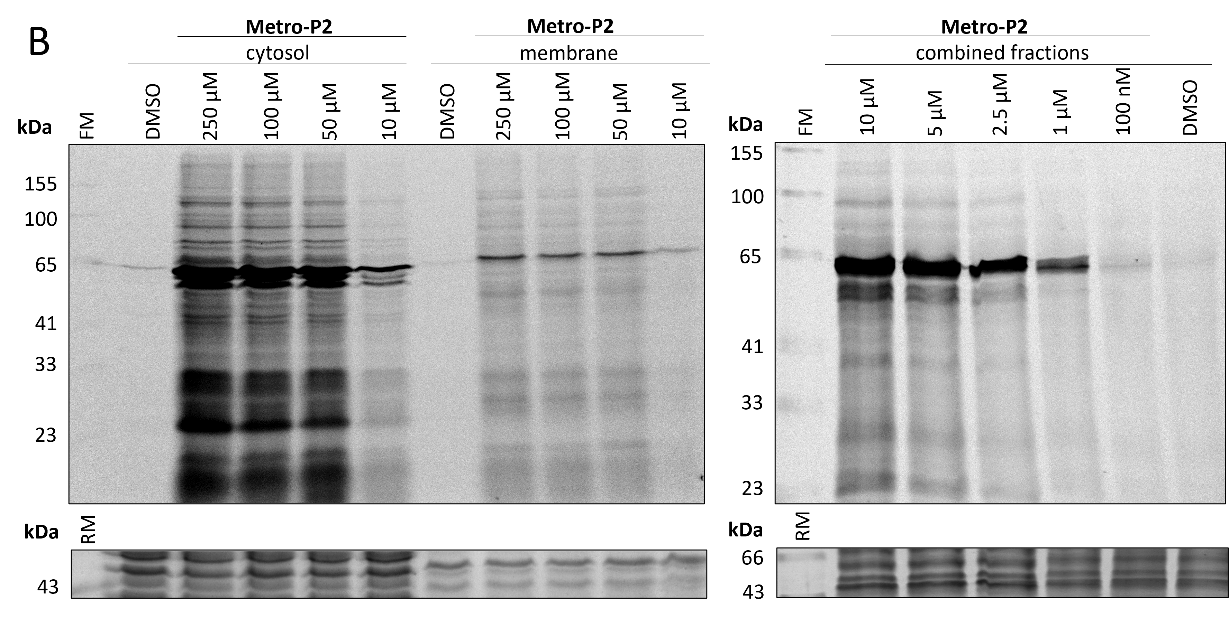 B
Metro-P2
cytosol
Metro-P2
membrane
kDa
FM
DMSO
250 µM
100 µM
50 µM
10 µM
DMSO
250 µM
100 µM
50 µM
10 µM
155
100
65
41
33
23
kDa
RM
43
Metro-P2
combined fractions
kDa
FM
10 µM
5 µM
2.5 µM
1 µM
100 nM
DMSO
155
100
65
41
33
23
kDa
RM
66
43